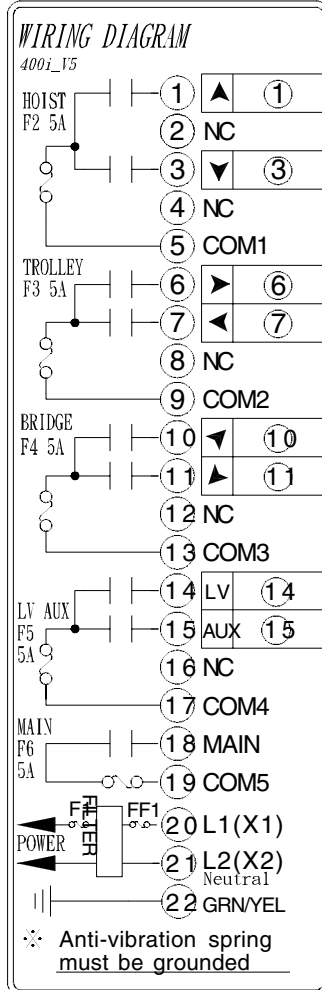 WIRING DIAGRAM
400i_V5
HOIST
F2 5A
1 1
2 NC
3 3
4 NC
5 COM1
TROLLEY
F3 5A
6 6
7 7
8 NC
9 COM2
BRIDGE
F4 5A
10 10
11 11
12 NC
13 COM3
LV AUX
F5
5A
14 LV 14
15 AUX 15
16 NC
17 COM4
MAIN
F6
5A
18 MAIN
19 COM5
FILTER
FF1
20 L1(X1)
POWER
21 L2(X2)
Neutral
22 GRN/YEL
※ Anti-vibration spring
must be grounded